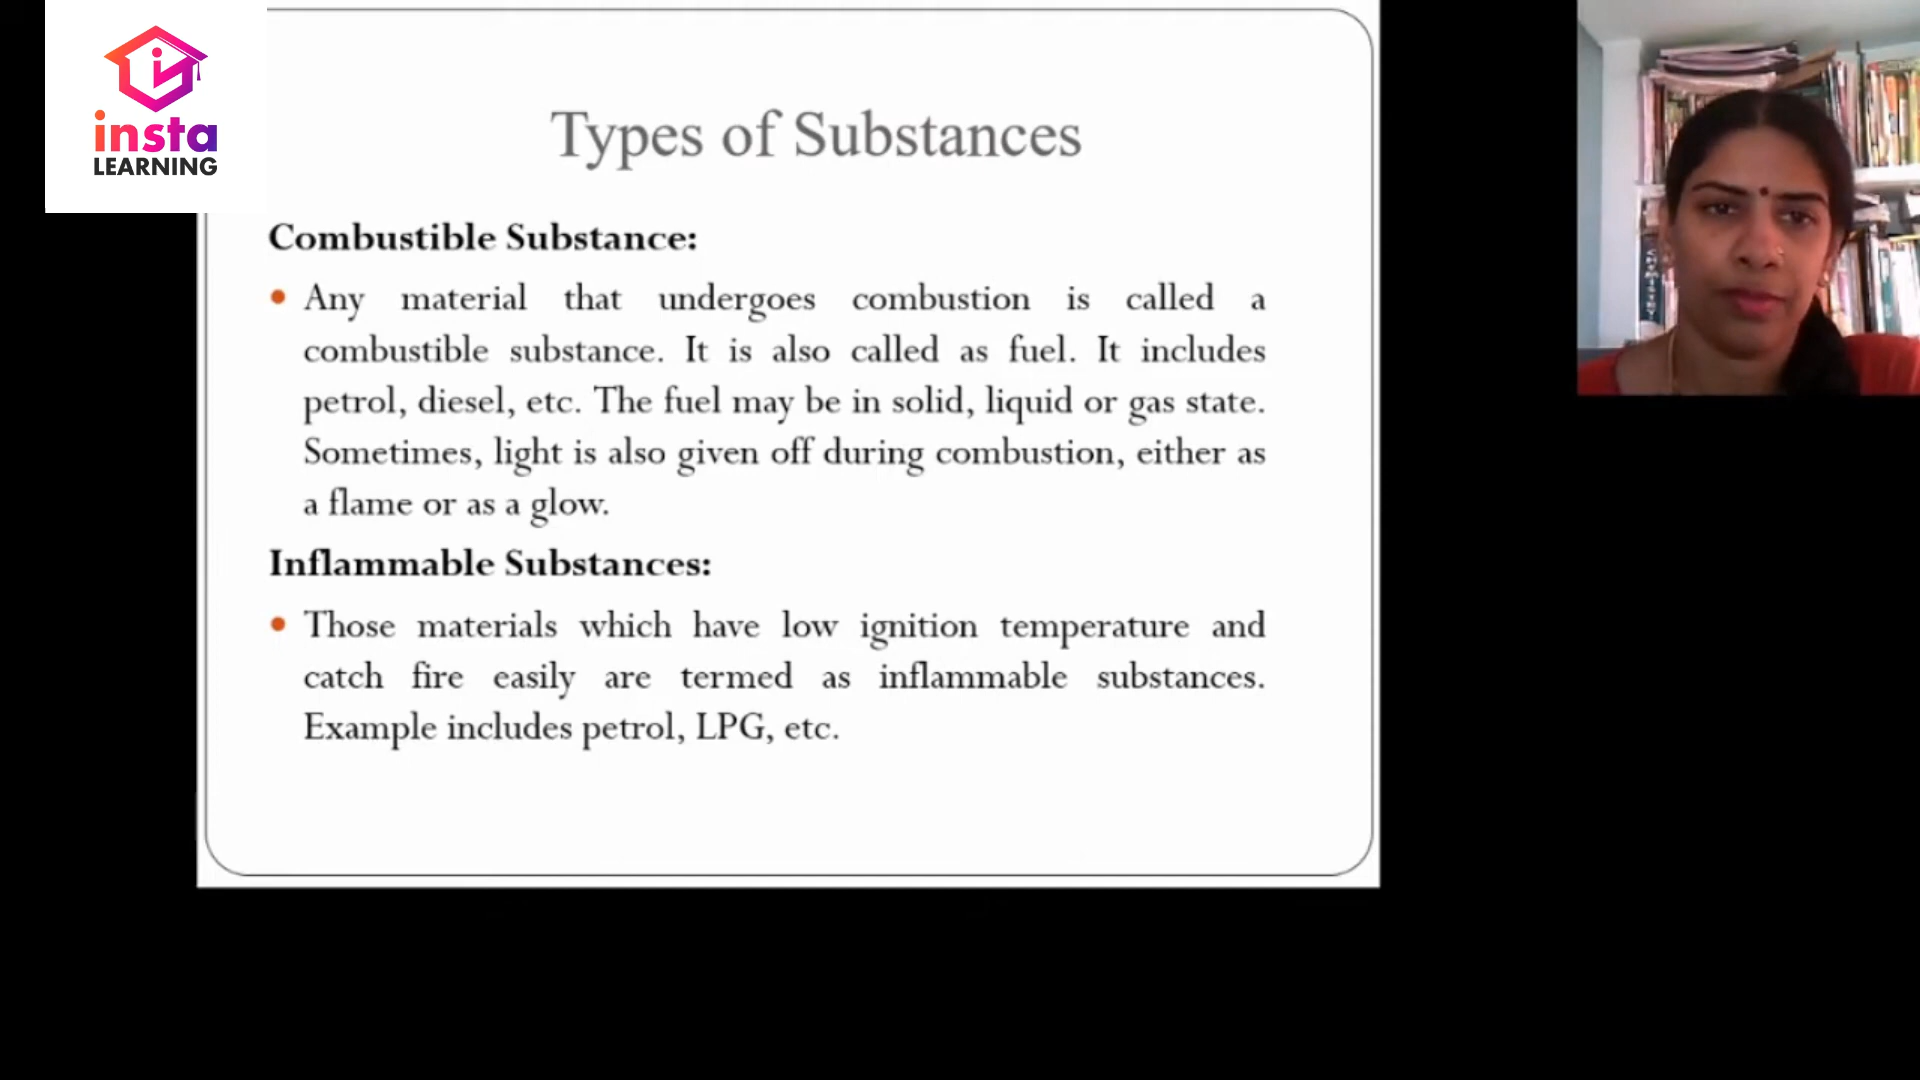 insta
LEARNING
Types of Substances
Combustible Substance:
Any material that undergoes combustion is called a
combustible substance. It is also called as fuel. It includes
petrol, diesel, etc. The fuel may be in solid, liquid or gas state.
Sometimes, light is also given off during combustion, either as
a flame or as a glow.
Inflammable Substances:
Those materials which have low ignition temperature and
catch fire easily are termed as inflammable substances.
Example includes petrol, LPG, etc.